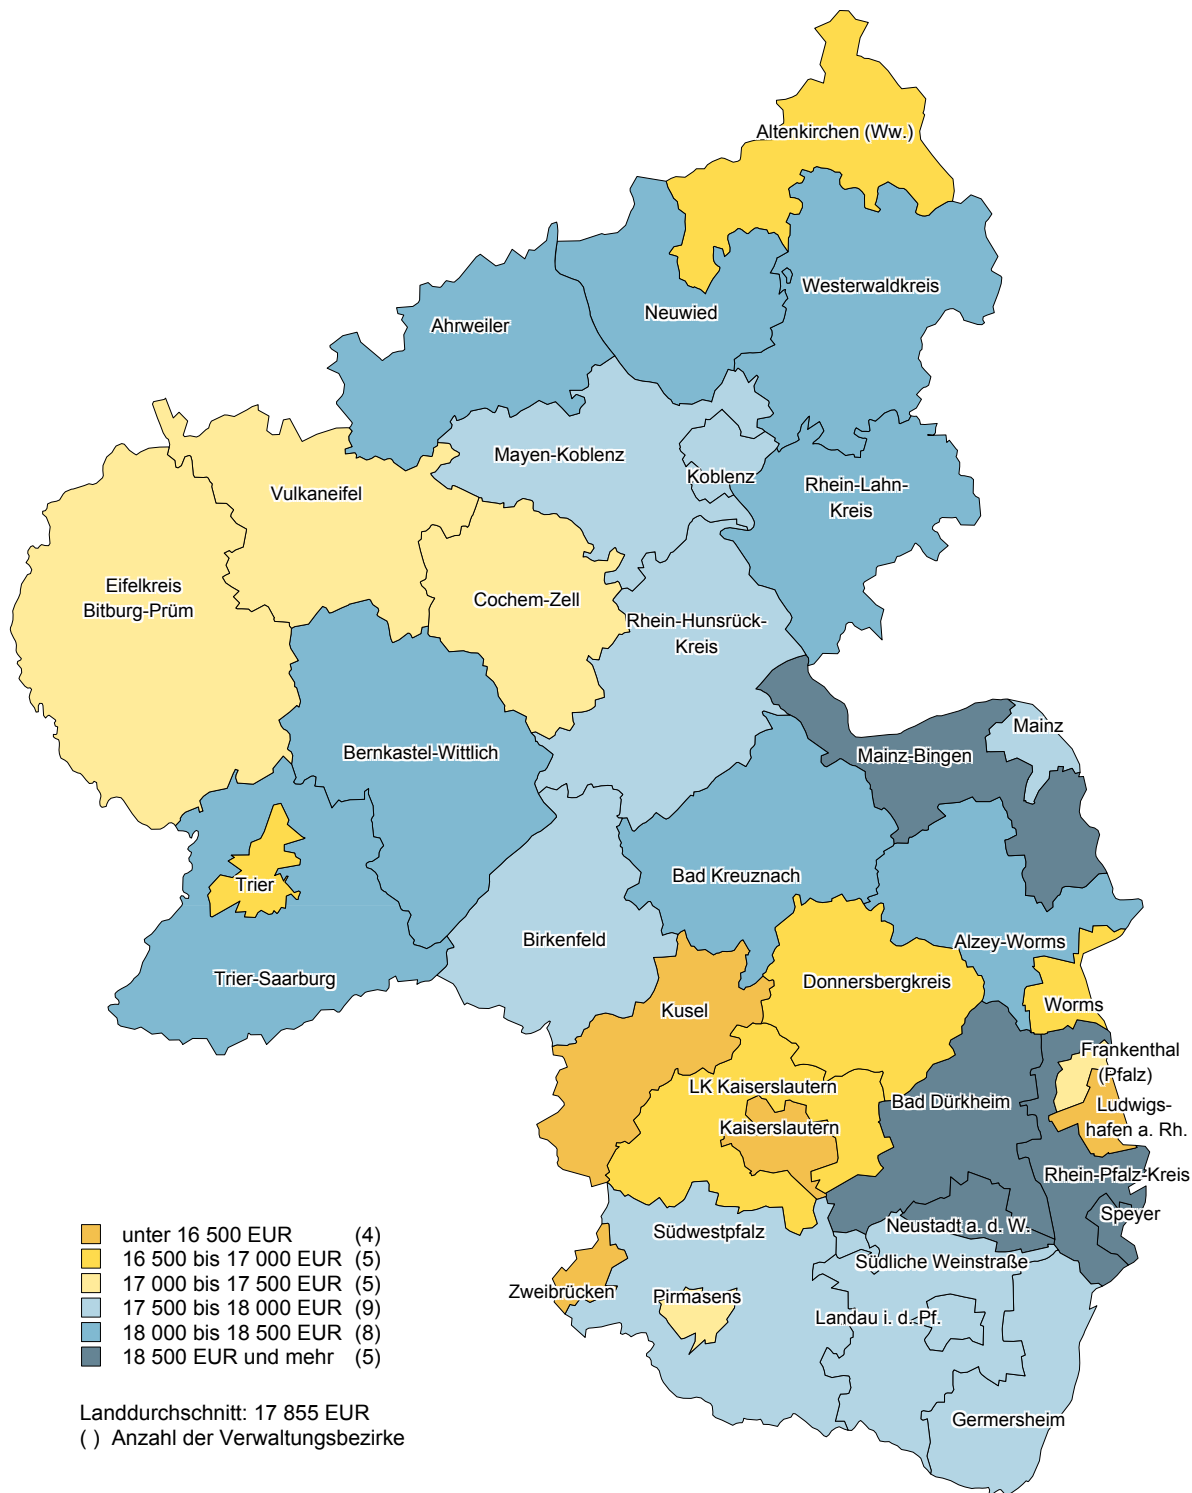 Altenkirchen (Ww.)
Westerwaldkreis
Neuwied
Ahrweiler
Mayen-Koblenz
Koblenz
Rhein-Lahn-
Kreis
Vulkaneifel
Eifelkreis
Bitburg-Prüm
Cochem-Zell
Rhein-Hunsrück-
Kreis
Mainz
Bernkastel-Wittlich
Mainz-Bingen
Trier
Bad Kreuznach
Birkenfeld
Alzey-Worms
Trier-Saarburg
Donnersbergkreis
Kusel
Worms
Frankenthal
(Pfalz)
LK Kaiserslautern
Bad Dürkheim
Ludwigs-
hafen a. Rh.
Kaiserslautern
Rhein-Pfalz-Kreis
Speyer
Neustadt a. d. W.
Südwestpfalz
Südliche Weinstraße
Zweibrücken
Pirmasens
Landau i. d. Pf.
Germersheim
unter 16 500 EUR (4)
16 500 bis 17 000 EUR (5)
17 000 bis 17 500 EUR (5)
17 500 bis 18 000 EUR (9)
18 000 bis 18 500 EUR (8)
18 500 EUR und mehr (5)
Landdurchschnitt: 17 855 EUR
( ) Anzahl der Verwaltungsbezirke